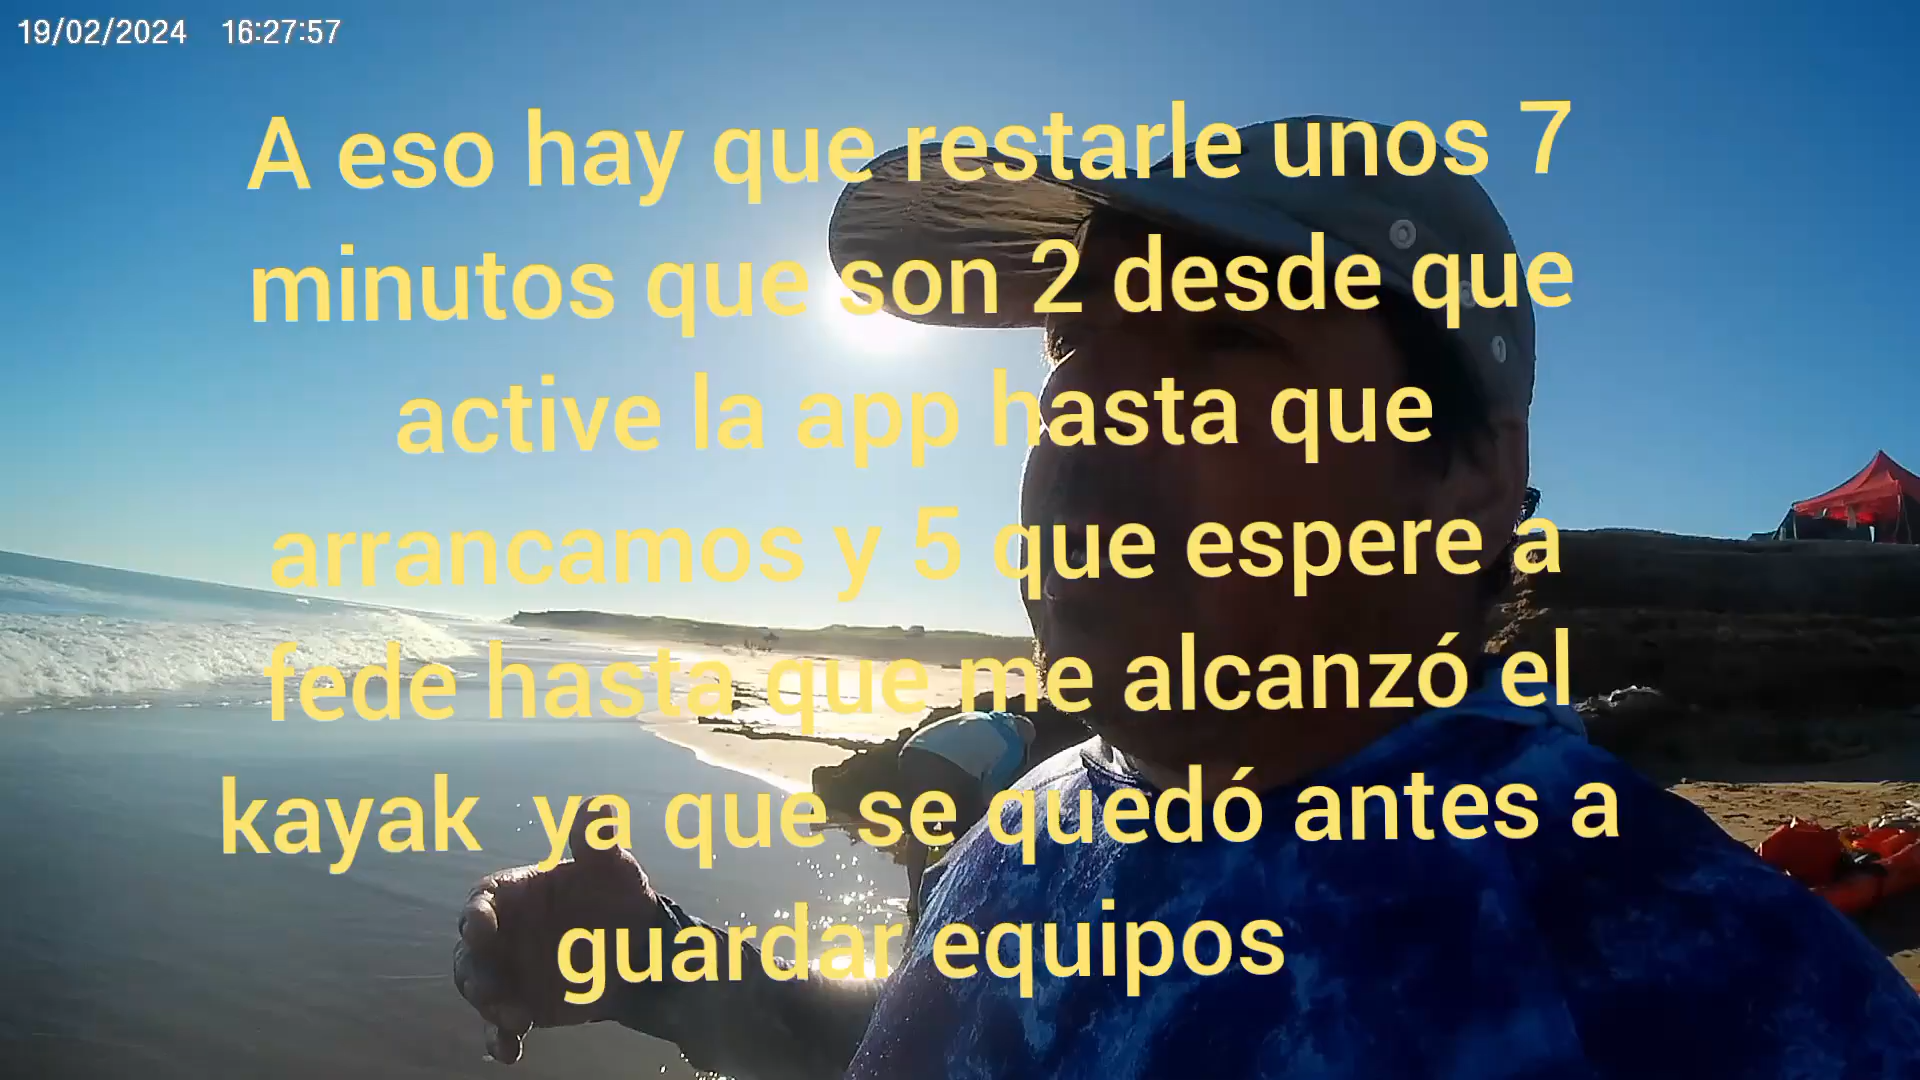 19/02/2024 16:27:57
A eso hay que restarle unos 7
minutos que son 2 desde que
active la app hasta que
arrancamos y 5 que espere a
fede hasta que me alcanzó el
kayak ya que se quedó antes a
guardar equipos